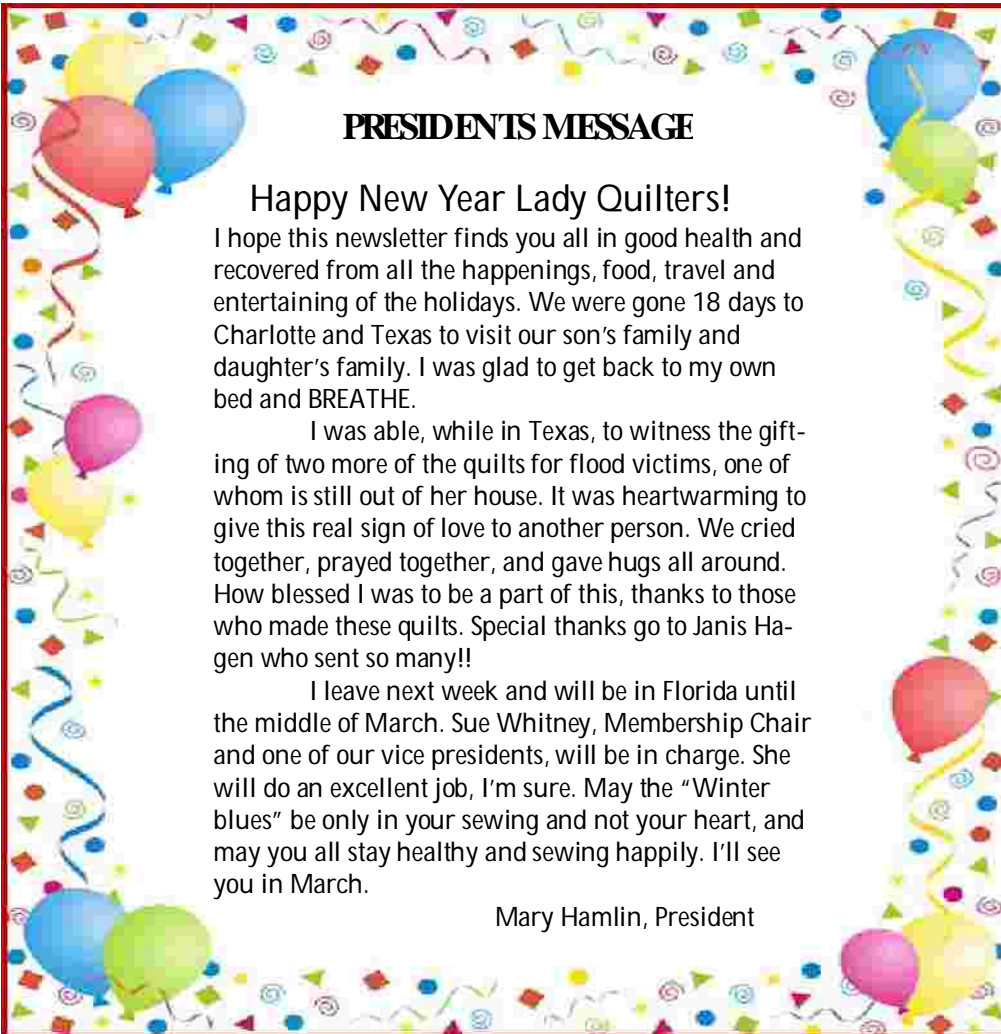 PRESIDENTS MESSAGE
Happy New Year Lady Quilters!
I hope this newsletter finds you all in good health and
recovered from all the happenings, food, travel and
entertaining of the holidays. We were gone 18 days to
Charlotte and Texas to visit our son’s family and
daughter’s family. I was glad to get back to my own
bed and BREATHE.
I was able, while in Texas, to witness the gift-
ing of two more of the quilts for flood victims, one of
whom is still out of her house. It was heartwarming to
give this real sign of love to another person. We cried
together, prayed together, and gave hugs all around.
How blessed I was to be a part of this, thanks to those
who made these quilts. Special thanks go to Janis Ha-
gen who sent so many!!
I leave next week and will be in Florida until
the middle of March. Sue Whitney, Membership Chair
and one of our vice presidents, will be in charge. She
will do an excellent job, I’m sure. May the “Winter
blues” be only in your sewing and not your heart, and
may you all stay healthy and sewing happily. I’ll see
you in March.
Mary Hamlin, President